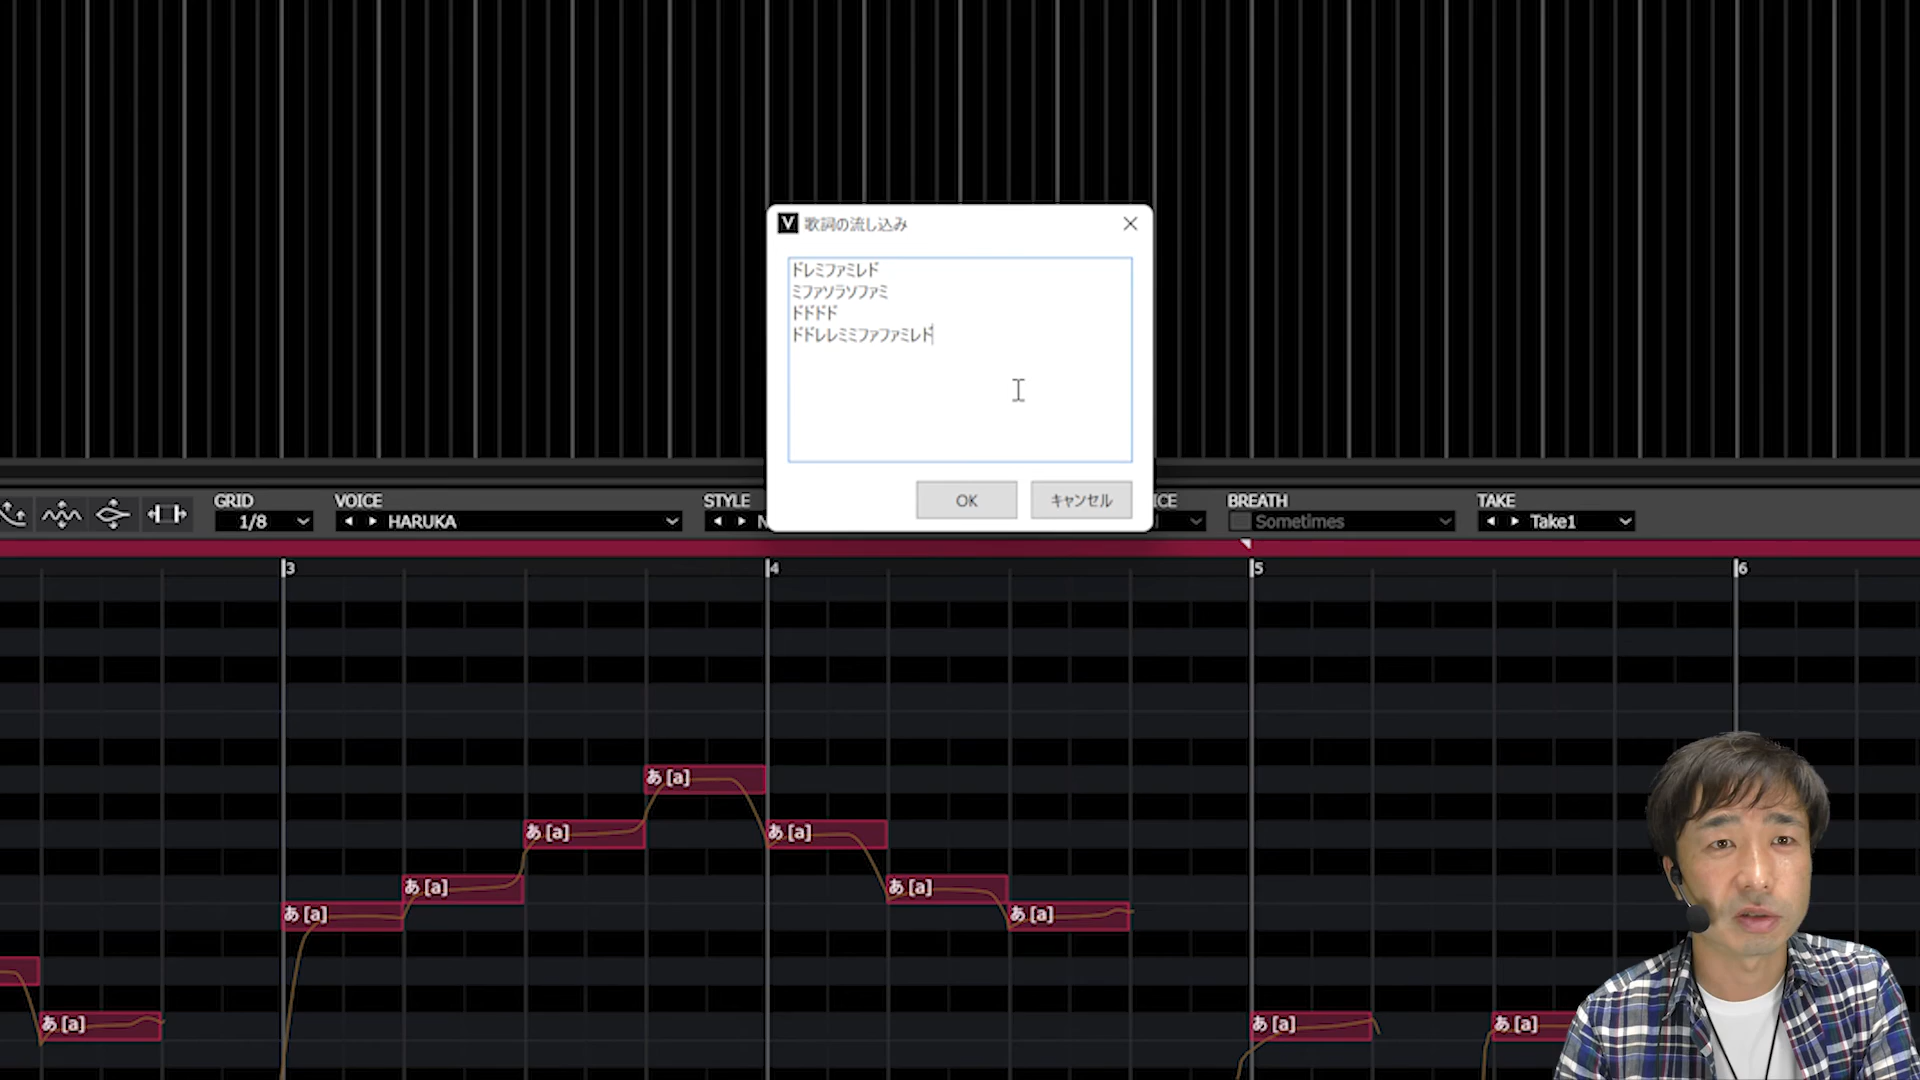 V 歌詞の流し込み
ドレミファミレド
ミファソラソファミ
ドドドド
ドドレレミミファファミレド
OK キャンセル
GRID VOICE STYLE BREATH TAKE
1/8 HARUKA Sometimes Take1
3 4 5 6
あ [a]
あ [a]
あ [a]
あ [a]
あ [a]
あ [a]
あ [a]
あ [a]
あ [a]
あ [a]